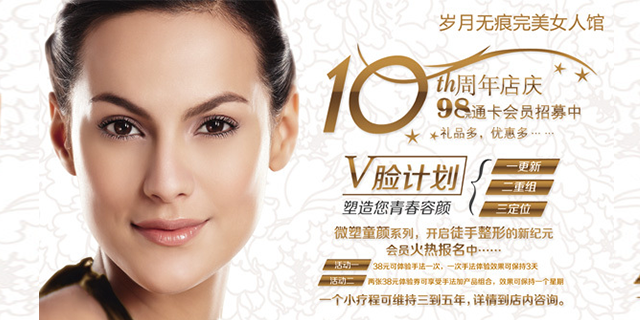 岁月无痕完美女人馆
10th周年店庆
98通卡会员招募中
礼品多，优惠多……
V脸计划
塑造您青春容颜
一更新
二重组
三定位
微塑童颜系列，开启徒手整形的新纪元
会员火热报名中……
活动一 38元可体验手法一次，一次手法体验效果可保持3天
活动二 两张38元体验券可享受手法加产品组合，效果可保持一个星期
一个小疗程可维持三到五年，详情到店内咨询。